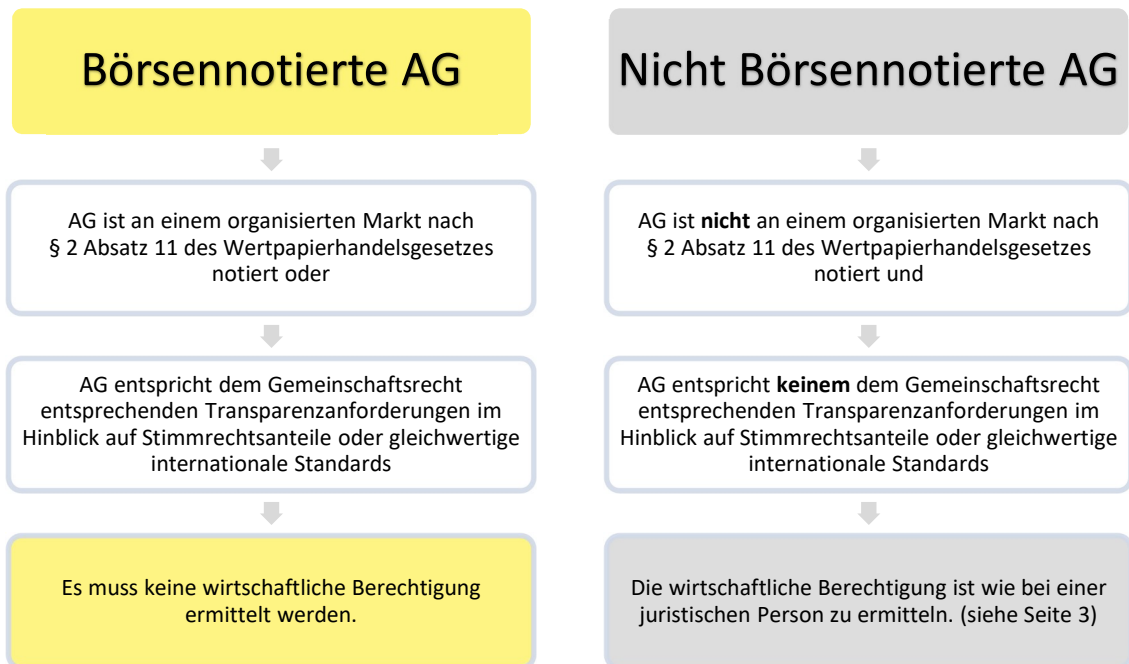 Börsennotierte AG
AG ist an einem organisierten Markt nach
§ 2 Absatz 11 des Wertpapierhandelsgesetzes
notiert oder
AG entspricht dem Gemeinschaftsrecht
entsprechenden Transparenzanforderungen im
Hinblick auf Stimmrechtsanteile oder gleichwertige
internationale Standards
Es muss keine wirtschaftliche Berechtigung
ermittelt werden.
Nicht Börsennotierte AG
AG ist nicht an einem organisierten Markt nach
§ 2 Absatz 11 des Wertpapierhandelsgesetzes
notiert und
AG entspricht keinem dem Gemeinschaftsrecht
entsprechenden Transparenzanforderungen im
Hinblick auf Stimmrechtsanteile oder gleichwertige
internationale Standards
Die wirtschaftliche Berechtigung ist wie bei einer
juristischen Person zu ermitteln. (siehe Seite 3)